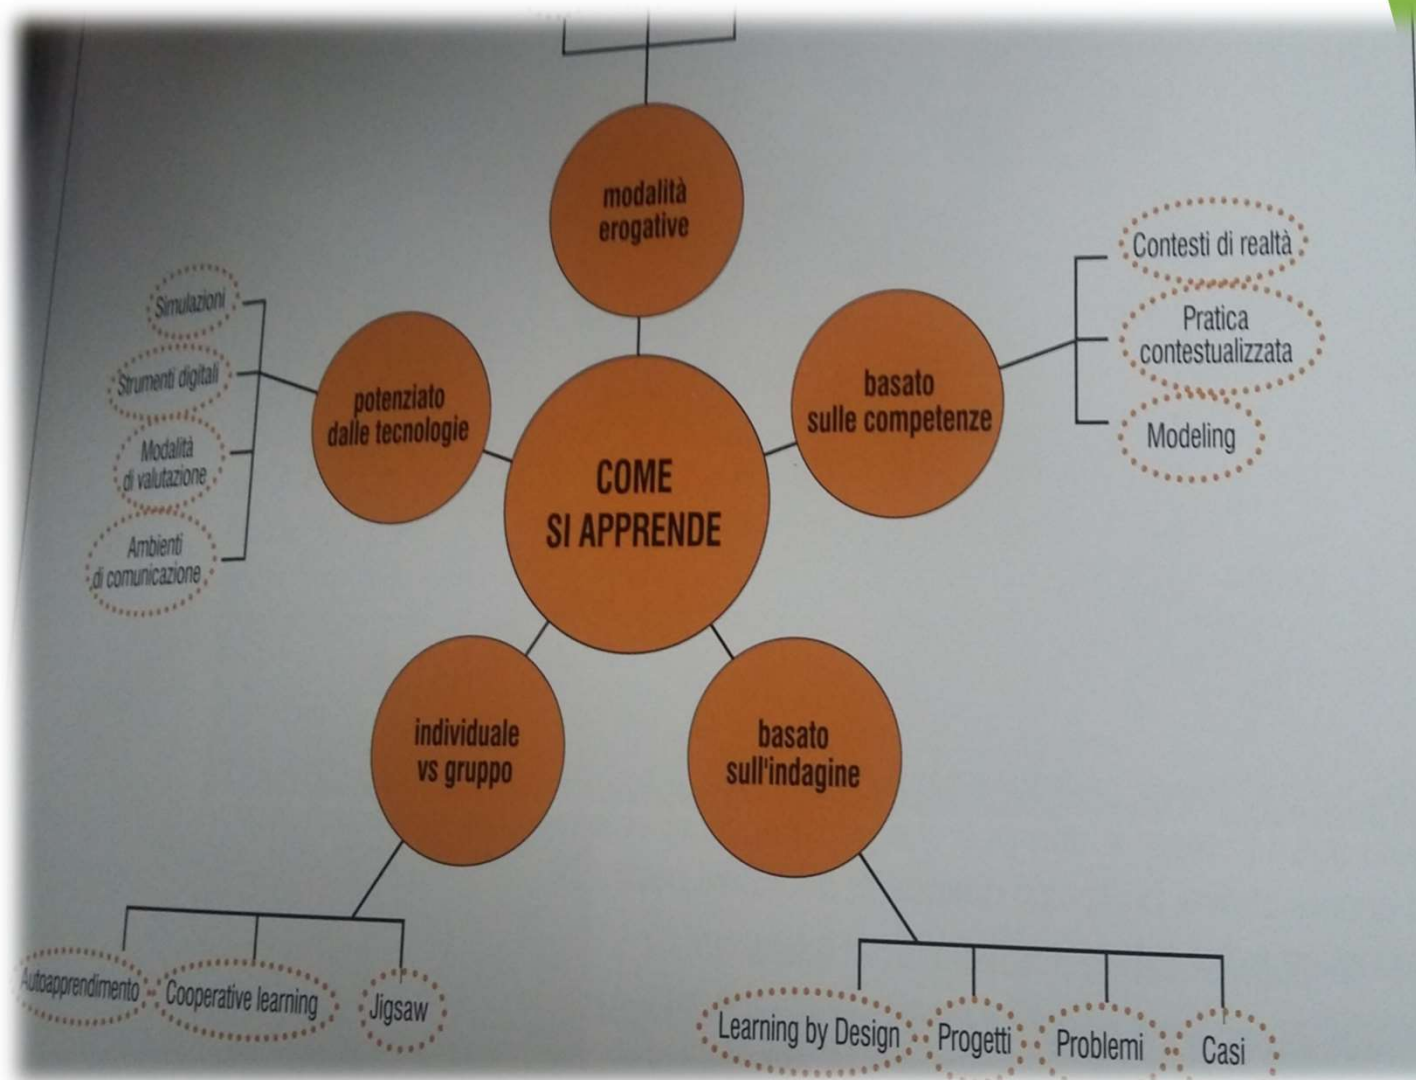 modalità
erogative
Simulazioni
Strumenti digitali
Modalità
di valutazione
Ambienti
di comunicazione
potenziato
dalle tecnologie
COME
SI APPRENDE
basato
sulle competenze
Contesti di realtà
Pratica
contestualizzata
Modeling
individuale
vs gruppo
basato
sull'indagine
Autoapprendimento
Cooperative learning
Jigsaw
Learning by Design
Progetti
Problemi
Casi